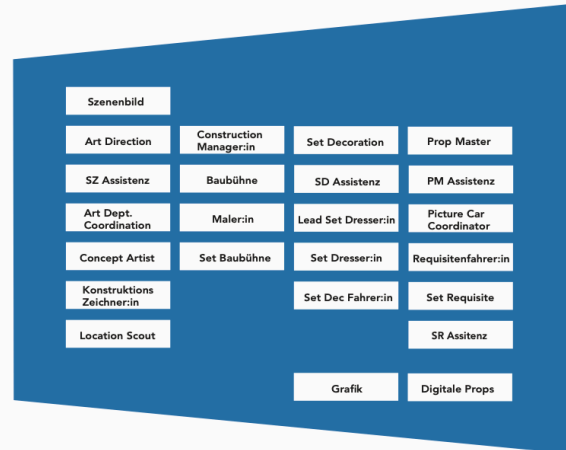 Szenenbild
Art Direction
Construction
Manager:in
Set Decoration
Prop Master
SZ Assistenz
Baubühne
SD Assistenz
PM Assistenz
Art Dept.
Coordination
Maler:in
Lead Set Dresser:in
Picture Car
Coordinator
Concept Artist
Set Baubühne
Set Dresser:in
Requisitenfahrer:in
Konstruktions
Zeichner:in
Set Dec Fahrer:in
Set Requisite
Location Scout
SR Assitenz
Grafik
Digitale Props